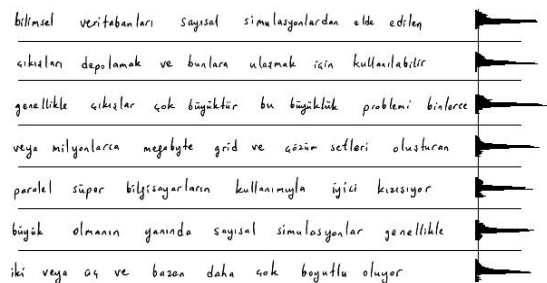 bilimsel veritabanları sayısal simulasyonlardan elde edilen
çıkışları depolamak ve bunlara ulaşmak için kullanılabilir
genellikle çıkışlar çok büyüktür bu büyüklük problemi binlerce
veya milyonlarca megabyte grid ve çözüm setleri oluşturan
paralel süper bilgisayarların kullanımıyla iyici kızışıyor
büyük olmanın yanında sayısal simulasyonlar genellikle
iki veya üç ve bazan daha çok boyutlu oluyor